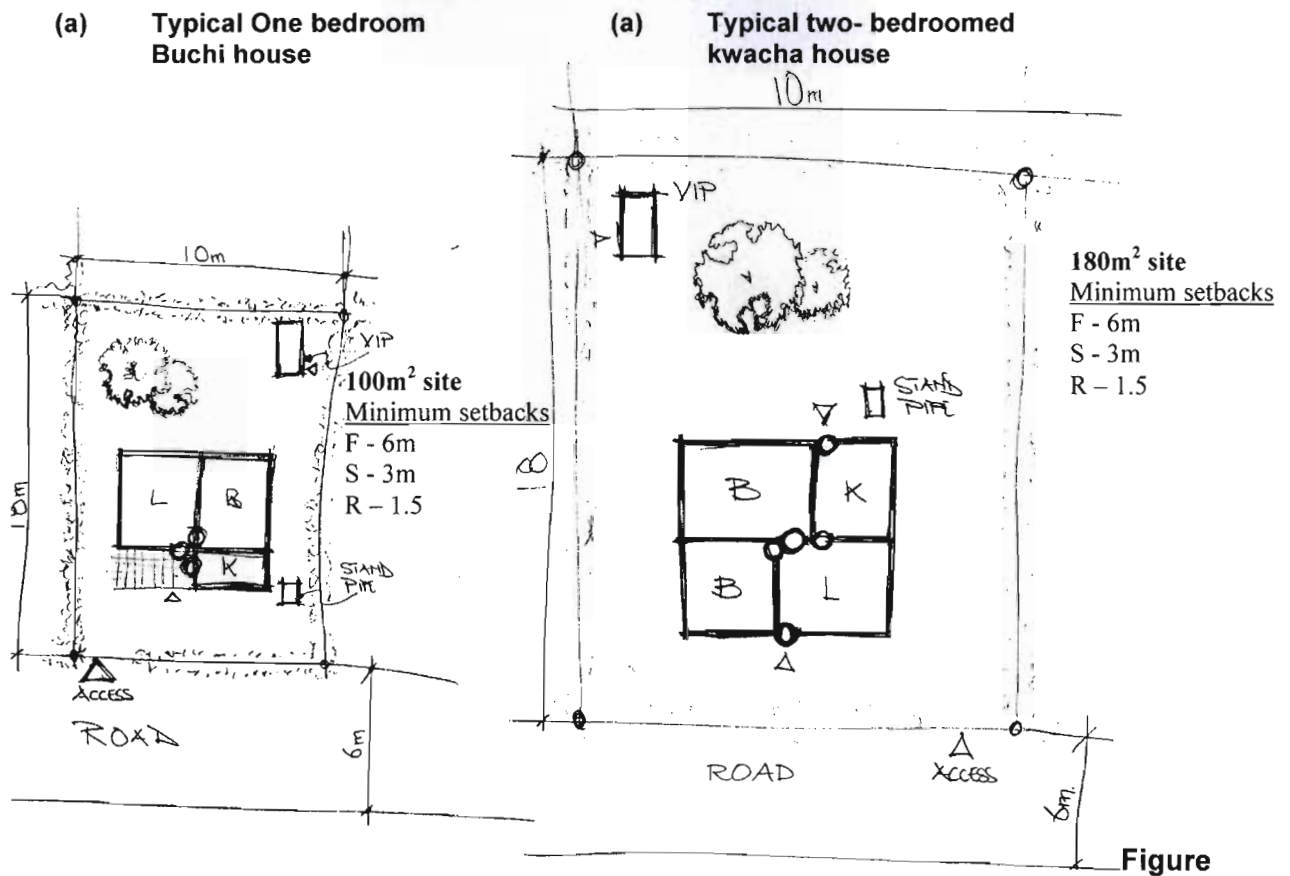 (a) Typical One bedroom
Buchi house
10m
10m
VIP
100m² site
Minimum setbacks
F - 6m
S - 3m
R – 1.5
L
B
K
STAND
PIPE
ACCESS
ROAD
6m
(a) Typical two- bedroomed
kwacha house
10m
18
VIP
180m² site
Minimum setbacks
F - 6m
S - 3m
R – 1.5
STAND
PIPE
B
K
B
L
ROAD
ACCESS
6m.
Figure